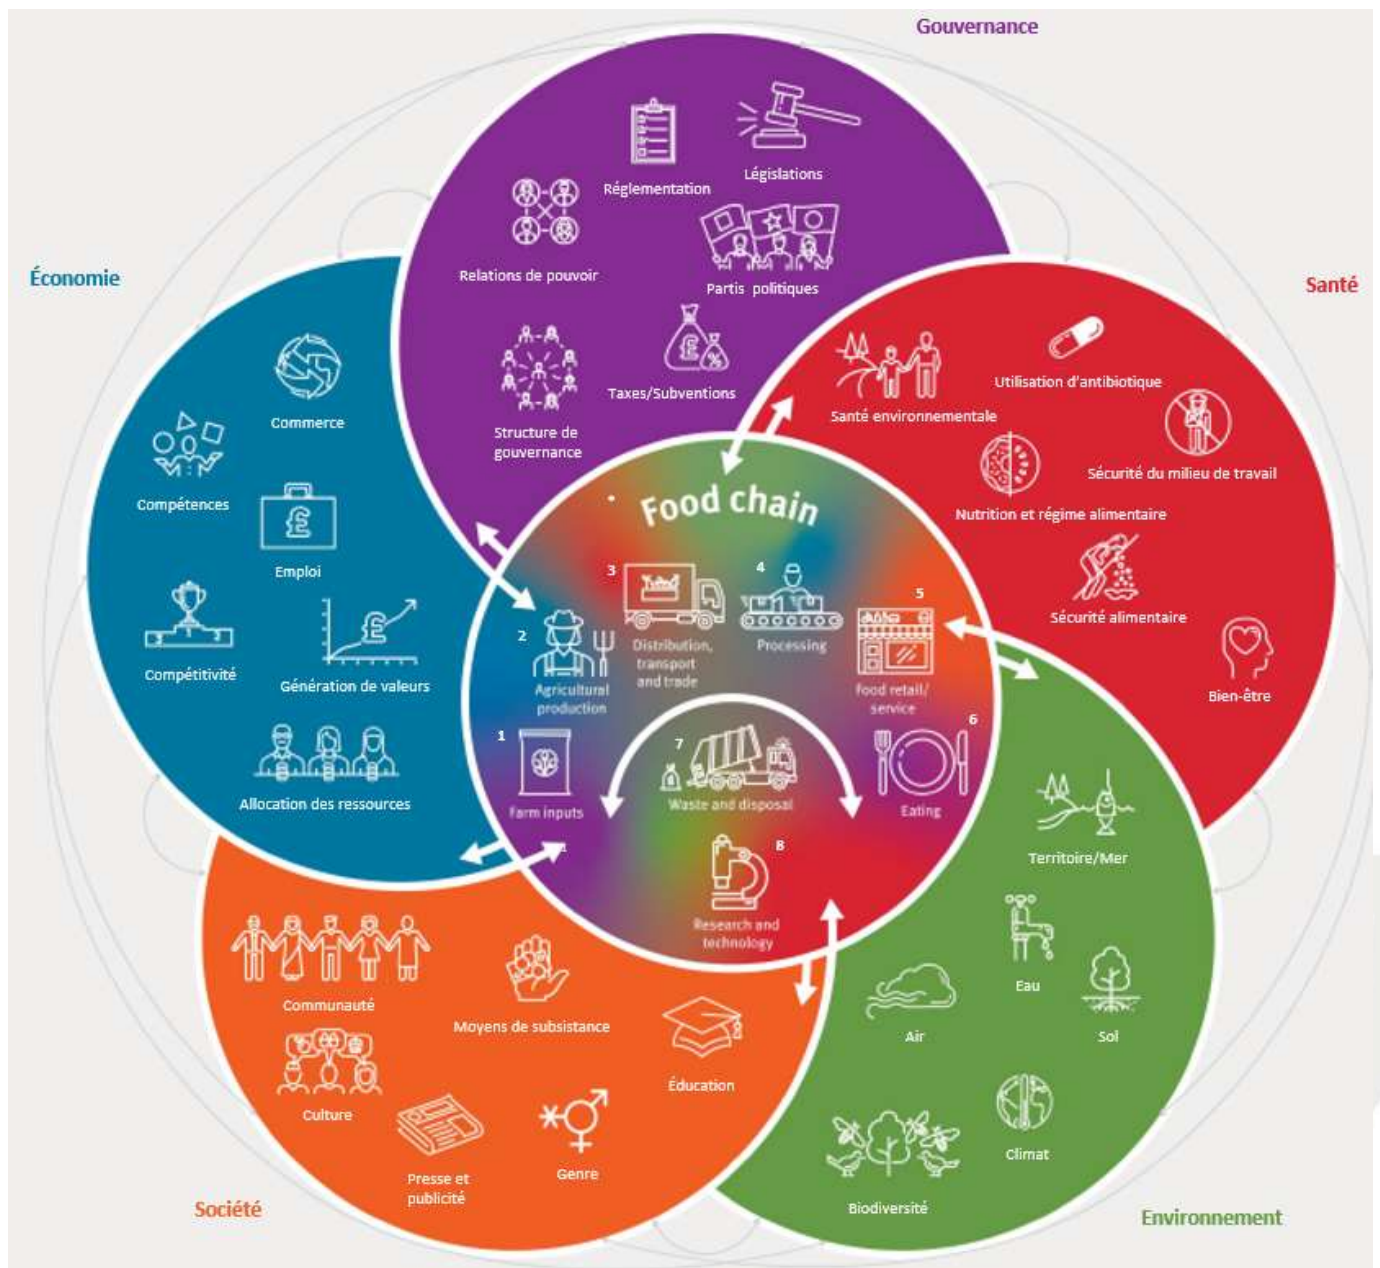 Gouvernance
Réglementation
Législations
Relations de pouvoir
Partis politiques
Taxes/Subventions
Structure de
gouvernance
Économie
Commerce
Compétences
£
Emploi
Compétitivité
£
Génération de valeurs
Allocation des ressources
Santé
Utilisation d'antibiotique
Santé environnementale
Sécurité du milieu de travail
Nutrition et régime alimentaire
Sécurité alimentaire
Bien-être
Food chain
3
Distribution,
transport
and trade
4
Processing
5
Food retail/
service
2
Agricultural
production
1
Farm inputs
6
Eating
7
Waste and disposal
8
Research and
technology
Société
Communauté
Moyens de subsistance
Éducation
Culture
Presse et
publicité
Genre
Environnement
Territoire/Mer
Eau
Sol
Air
Climat
Biodiversité